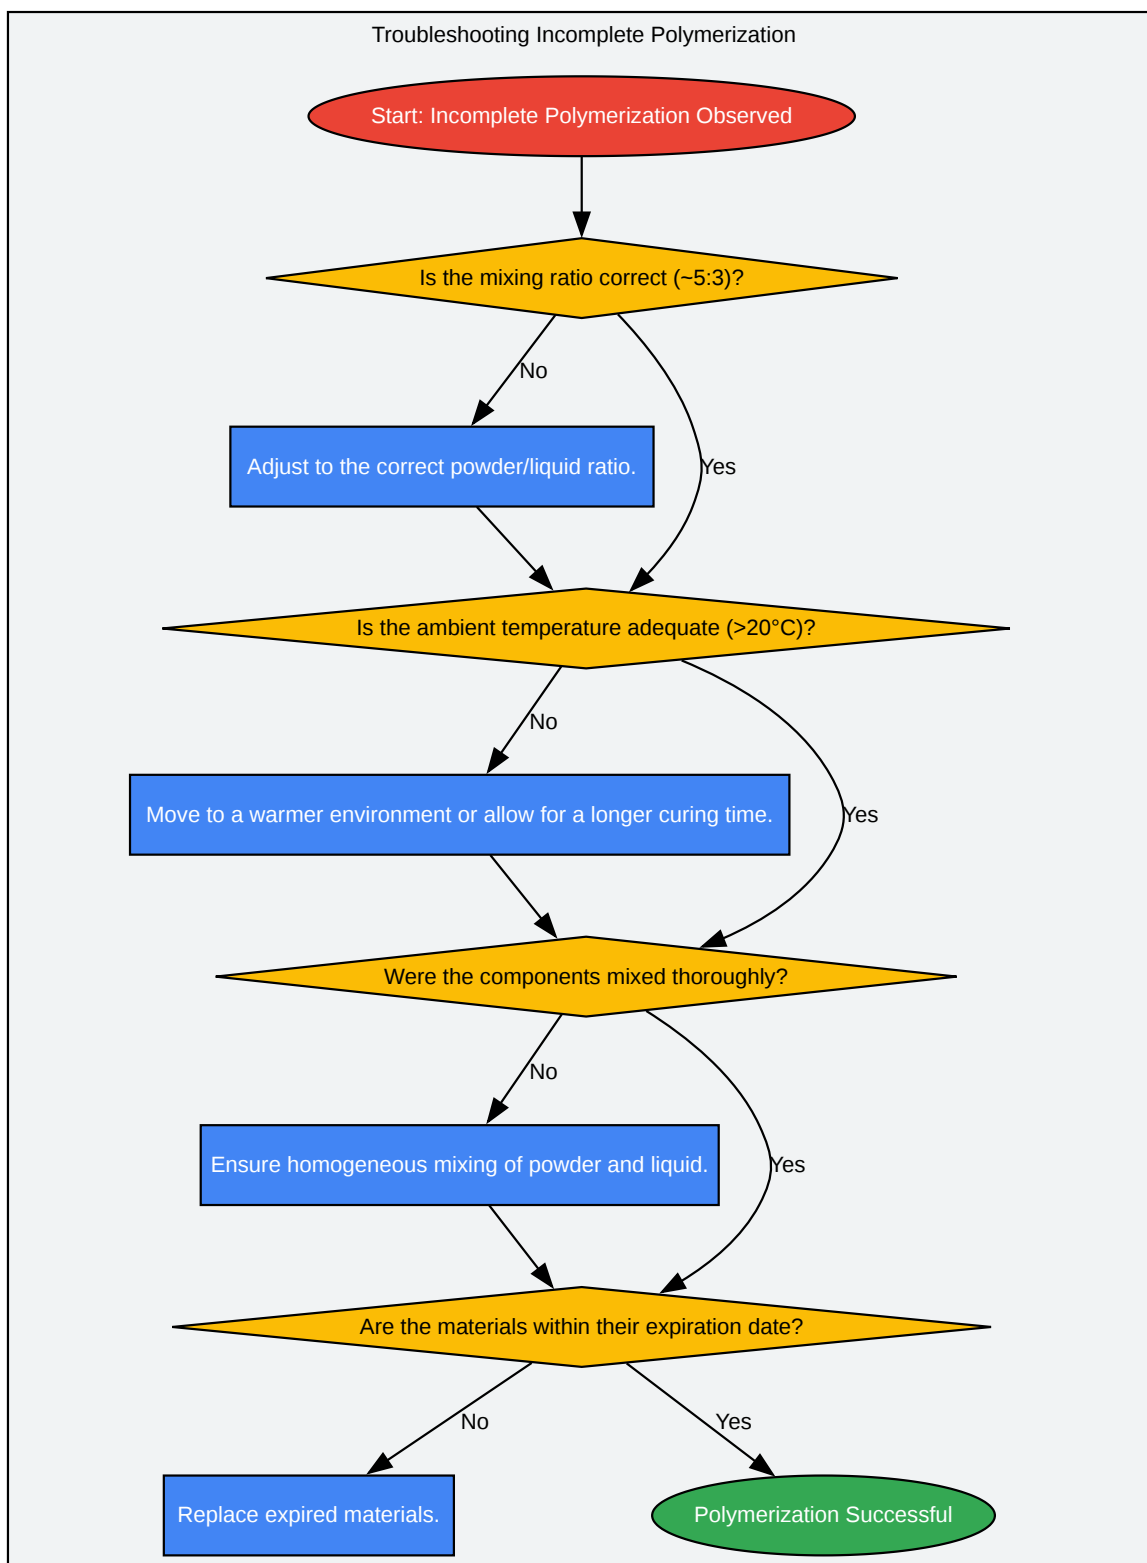 Troubleshooting Incomplete Polymerization
Start: Incomplete Polymerization Observed
Is the mixing ratio correct (~5:3)?
No
Adjust to the correct powder/liquid ratio.
Yes
Is the ambient temperature adequate (>20°C)?
No
Move to a warmer environment or allow for a longer curing time.
Yes
Were the components mixed thoroughly?
No
Ensure homogeneous mixing of powder and liquid.
Yes
Are the materials within their expiration date?
No
Yes
Replace expired materials.
Polymerization Successful